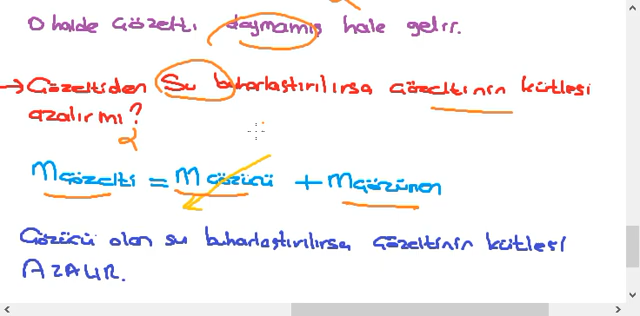 O halde Çözelti doymamış hale gelir.
→ Çözeltiden Su buharlaştırılırsa çözeltinin kütlesi
azalır mı?
Mçözelti = Mçözücü + Mçözünen
Çözücü olan su buharlaştırılırsa çözeltinin kütlesi
AZALIR.